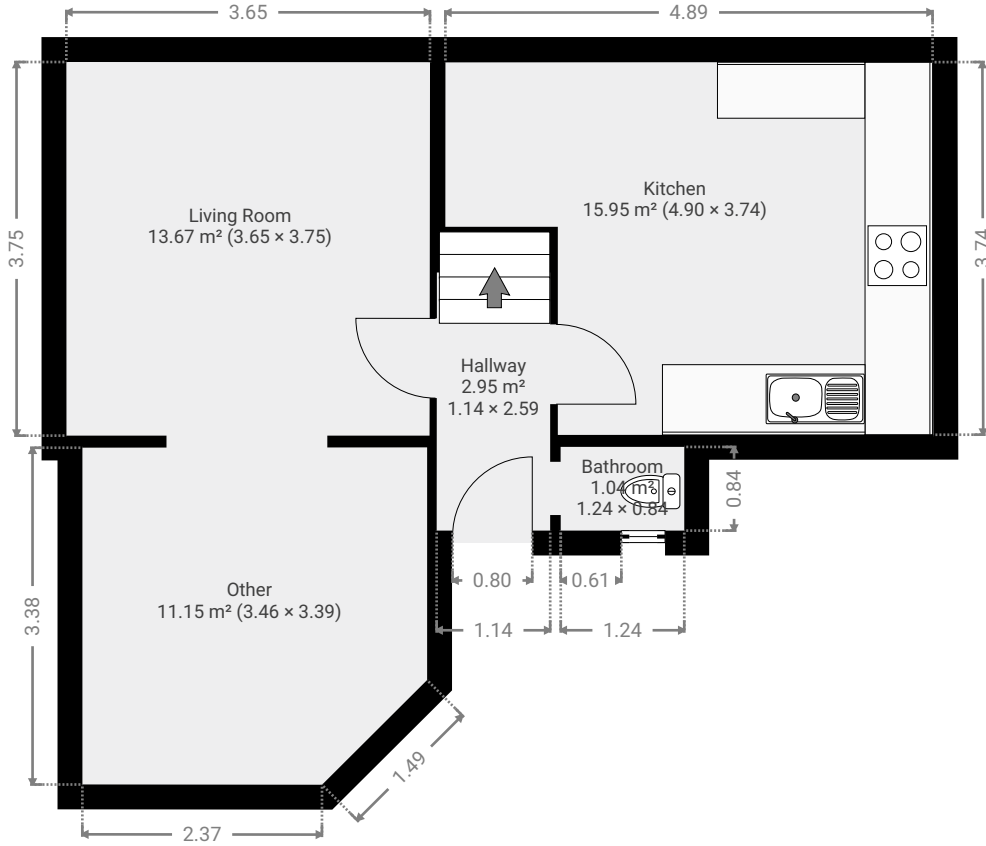 3.65
4.89
3.75
3.74
Living Room
13.67 m² (3.65 × 3.75)
Kitchen
15.95 m² (4.90 × 3.74)
Hallway
2.95 m²
1.14 × 2.59
Bathroom
1.04 m²
1.24 × 0.84
0.84
0.80
0.61
1.14
1.24
Other
11.15 m² (3.46 × 3.39)
3.38
1.49
2.37